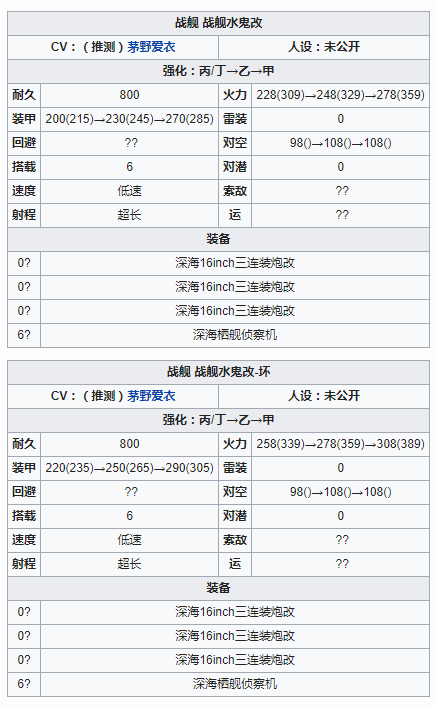 战舰 战舰水鬼改
CV：（推测）茅野爱衣 人设：未公开
强化：丙/丁→乙→甲
耐久 800 火力 228(309)→248(329)→278(359)
装甲 200(215)→230(245)→270(285) 雷装 0
回避 ?? 对空 98()→108()→108()
搭载 6 对潜 0
速度 低速 索敌 ??
射程 超长 运 ??
装备
0? 深海16inch三连装炮改
0? 深海16inch三连装炮改
0? 深海16inch三连装炮改
6? 深海栖舰侦察机
战舰 战舰水鬼改-坏
CV：（推测）茅野爱衣 人设：未公开
强化：丙/丁→乙→甲
耐久 800 火力 258(339)→278(359)→308(389)
装甲 220(235)→250(265)→290(305) 雷装 0
回避 ?? 对空 98()→108()→108()
搭载 6 对潜 0
速度 低速 索敌 ??
射程 超长 运 ??
装备
0? 深海16inch三连装炮改
0? 深海16inch三连装炮改
0? 深海16inch三连装炮改
6? 深海栖舰侦察机